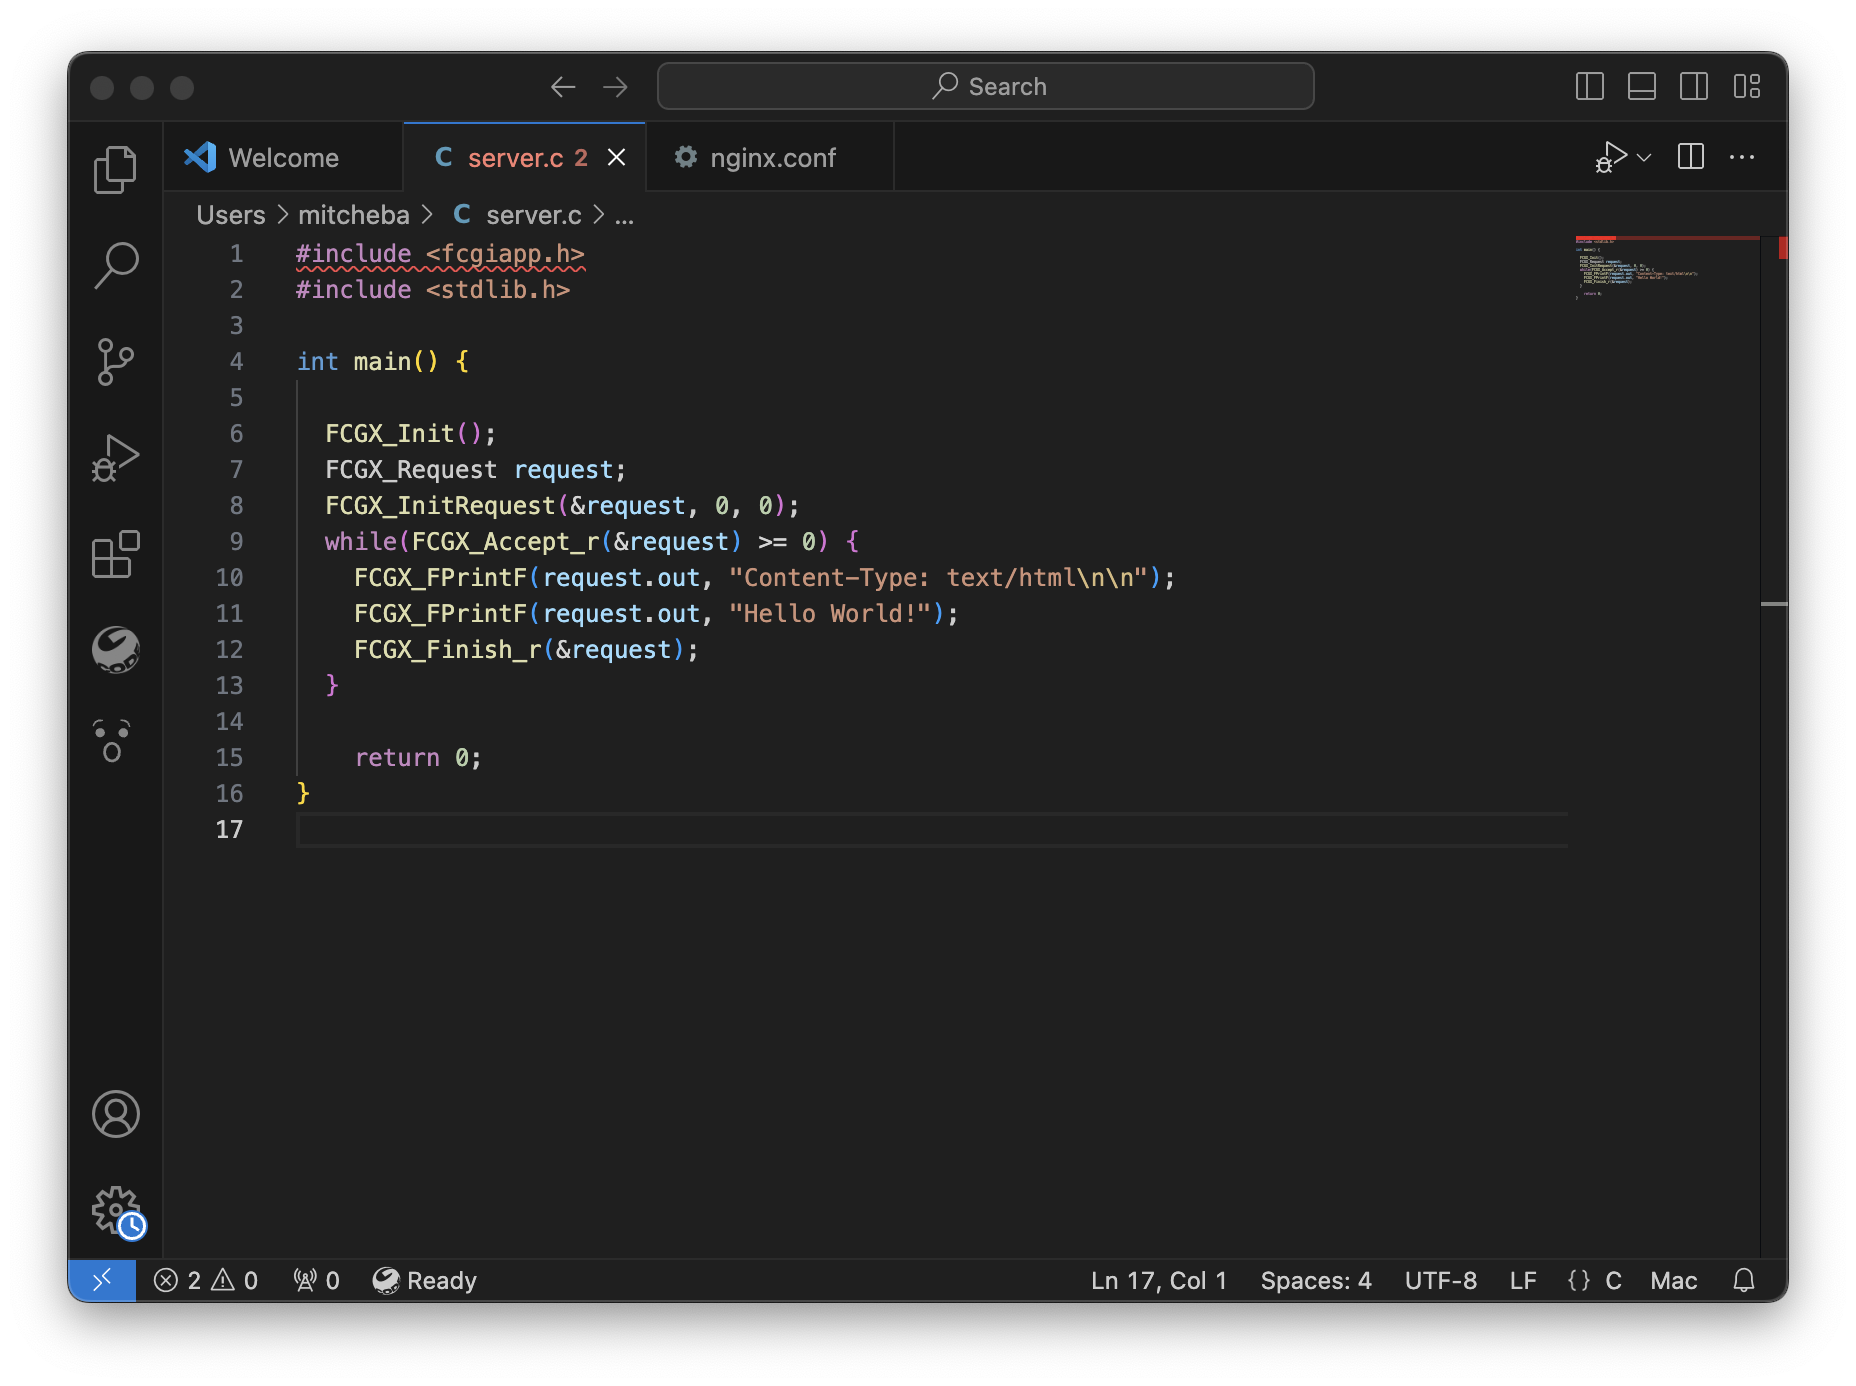 Search
Welcome
C server.c 2
nginx.conf
Users > mitcheba > C server.c > ...
1 #include <fcgiapp.h>
2 #include <stdlib.h>
3
4 int main() {
5
6 FCGX_Init();
7 FCGX_Request request;
8 FCGX_InitRequest(&request, 0, 0);
9 while(FCGX_Accept_r(&request) >= 0) {
10 FCGX_FPrintF(request.out, "Content-Type: text/html\n\n");
11 FCGX_FPrintF(request.out, "Hello World!");
12 FCGX_Finish_r(&request);
13 }
14
15 return 0;
16 }
17
2 0 0 Ready Ln 17, Col 1 Spaces: 4 UTF-8 LF {} C Mac